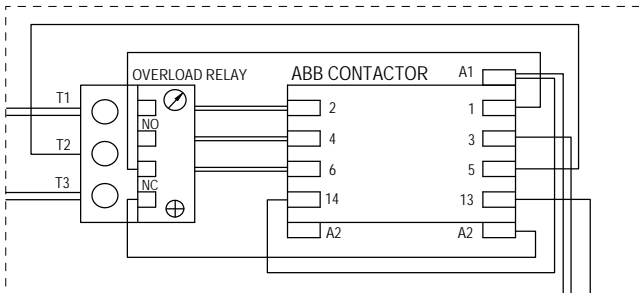 OVERLOAD RELAY
ABB CONTACTOR
A1
T1
2
1
NO
4
3
T2
6
5
T3
NC
14
13
A2
A2